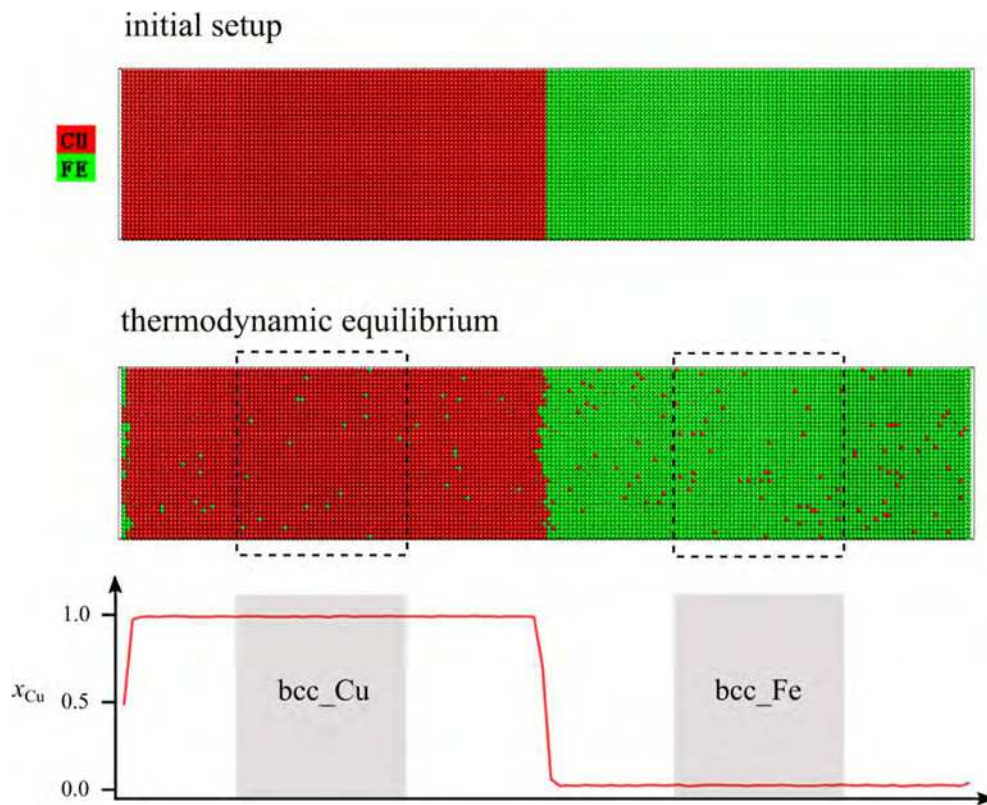 initial setup
CU
FE
thermodynamic equilibrium
1.0
xCu
0.5
0.0
bcc_Cu
bcc_Fe